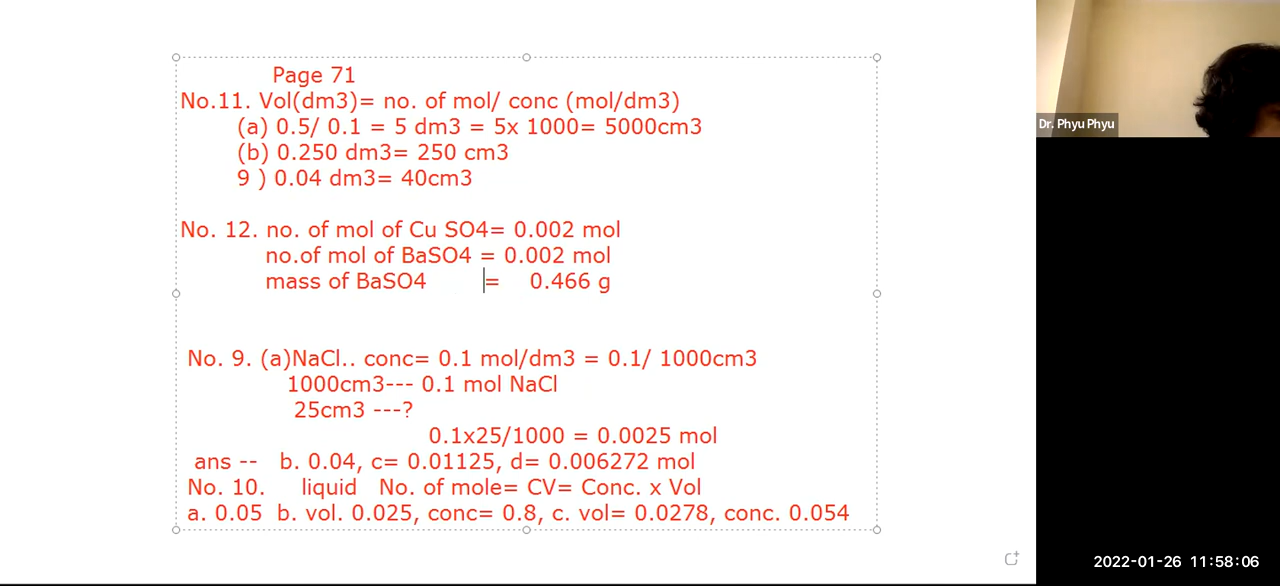 Page 71
No.11. Vol(dm3)= no. of mol/ conc (mol/dm3)
(a) 0.5/ 0.1 = 5 dm3 = 5x 1000= 5000cm3
(b) 0.250 dm3= 250 cm3
9 ) 0.04 dm3= 40cm3
No. 12. no. of mol of Cu SO4= 0.002 mol
no.of mol of BaSO4 = 0.002 mol
mass of BaSO4 = 0.466 g
No. 9. (a)NaCl.. conc= 0.1 mol/dm3 = 0.1/ 1000cm3
1000cm3--- 0.1 mol NaCl
25cm3 ---?
0.1x25/1000 = 0.0025 mol
ans -- b. 0.04, c= 0.01125, d= 0.006272 mol
No. 10. liquid No. of mole= CV= Conc. x Vol
a. 0.05 b. vol. 0.025, conc= 0.8, c. vol= 0.0278, conc. 0.054
Dr. Phyu Phyu
2022-01-26 11:58:06